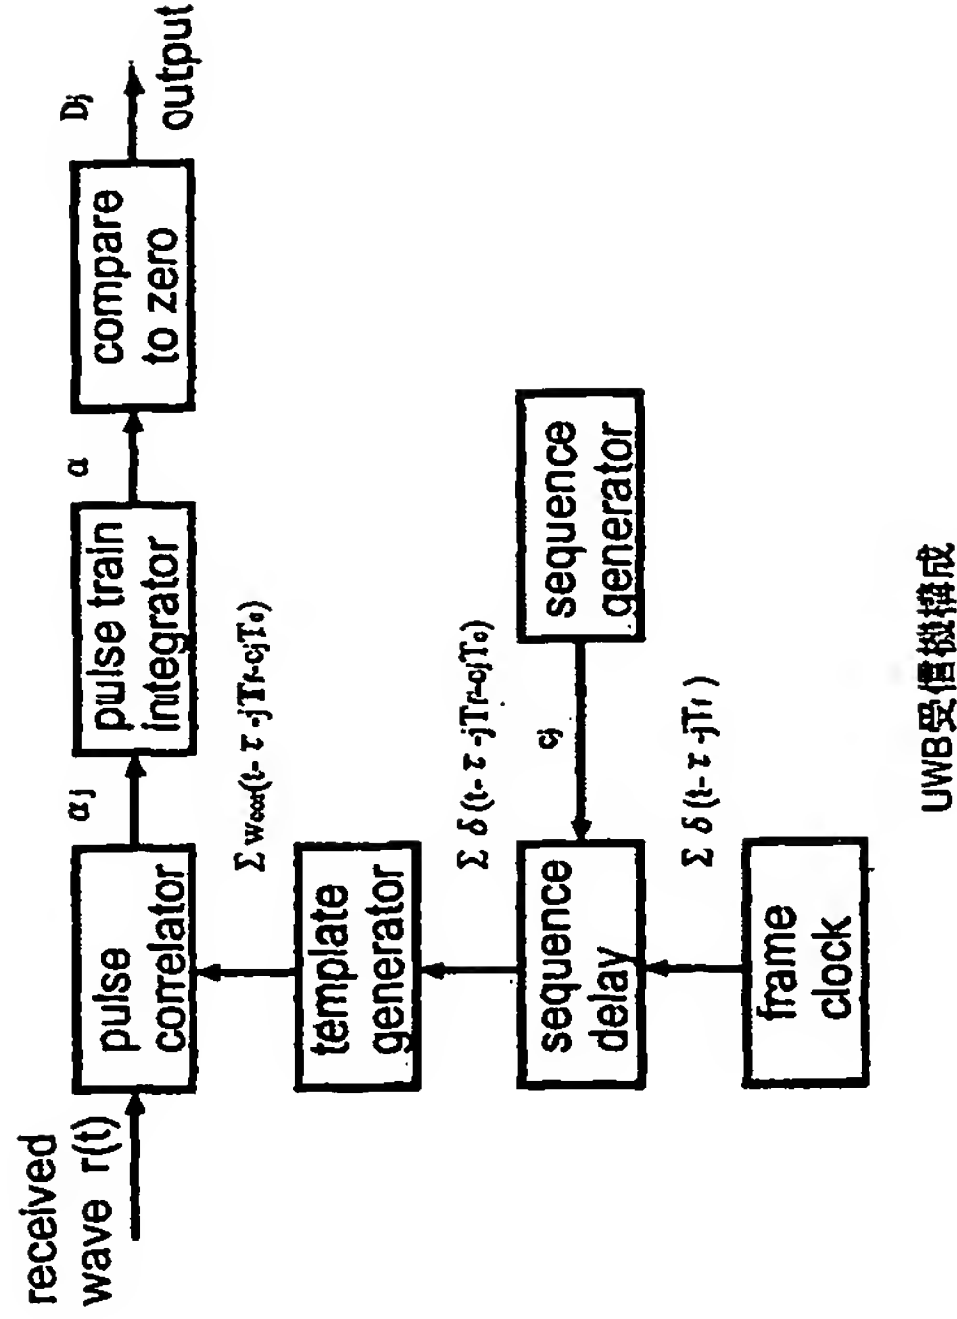 received
wave r(t)
pulse
correlator
αj
pulse train
integrator
α
compare
to zero
Dj
output
Σ wcor(t- τ -jTf-cjTc)
template
generator
Σ δ(t- τ -jTf-cjTc)
sequence
delay
cj
sequence
generator
Σ δ(t- τ -jTf )
frame
clock
UWB受信機構成